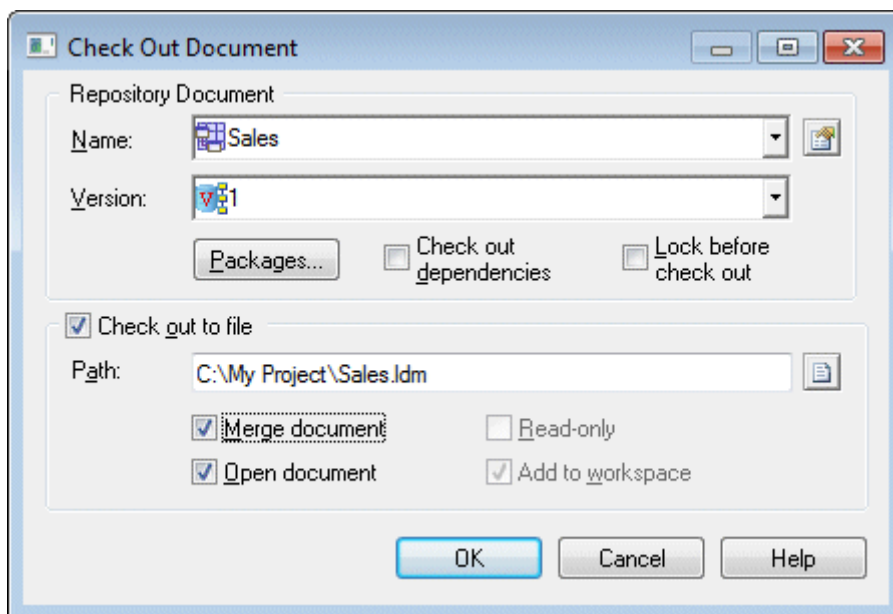 Check Out Document
Repository Document
Name: Sales
Version: 1
Packages... Check out dependencies Lock before check out
Check out to file
Path: C:\My Project\Sales.ldm
Merge document Read-only
Open document Add to workspace
OK Cancel Help